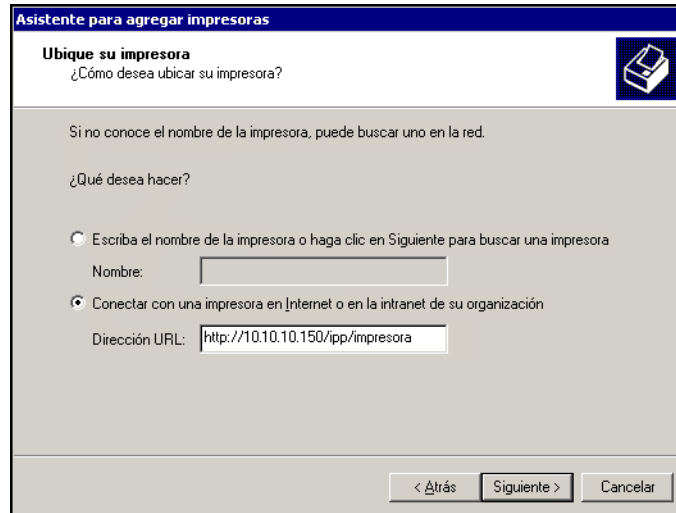 Asistente para agregar impresoras
Ubique su impresora
¿Cómo desea ubicar su impresora?
Si no conoce el nombre de la impresora, puede buscar uno en la red.
¿Qué desea hacer?
Escriba el nombre de la impresora o haga clic en Siguiente para buscar una impresora
Nombre:
Conectar con una impresora en Internet o en la intranet de su organización
Dirección URL: http://10.10.10.150/ipp/impresora
< Atrás Siguiente > Cancelar